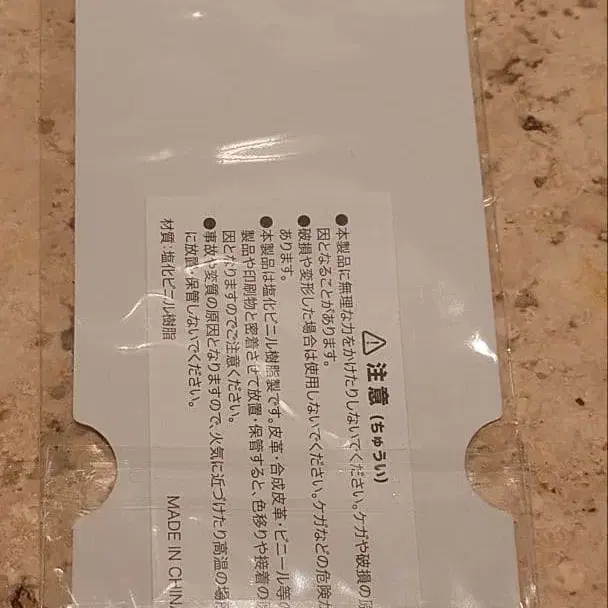 ⚠注意(ちゅうい)
●本製品に無理な力をかけたりしないでください。ケガや破損の原
因となることがあります。
●破損や変形した場合は使用しないでください。ケガなどの危険が
あります。
●本製品は塩化ビニル樹脂製です。皮革・合成皮革・ビニール等の
製品や印刷物と密着させて放置・保管すると、色移りや接着の原
因となりますのでご注意ください。
●事故や変質の原因となりますので、火気に近づけたり高温の場所
に放置・保管しないでください。
材質:塩化ビニル樹脂
MADE IN CHINA